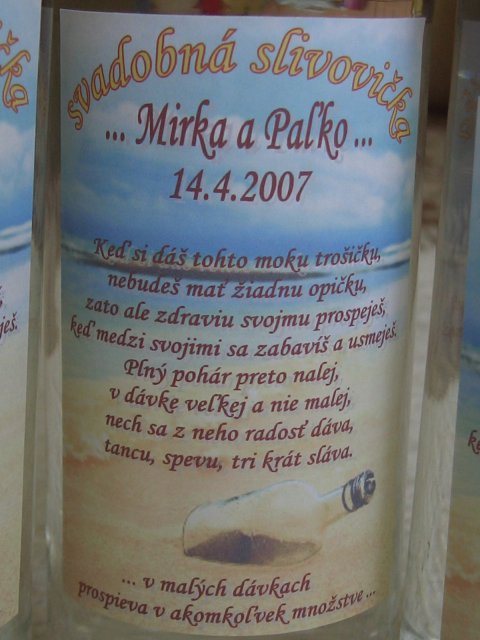 svadobná slivovička
... Mirka a Paľko ...
14.4.2007
Keď si dáš tohto moku trošičku,
nebudeš mať žiadnu opičku,
zato ale zdraviu svojmu prospeješ,
keď medzi svojimi sa zabavíš a usmeješ.
Plný pohár preto nalej,
v dávke veľkej a nie malej,
nech sa z neho radosť dáva,
tancu, spevu, tri krát sláva.
... v malých dávkach
prospieva v akomkoľvek množstve ...